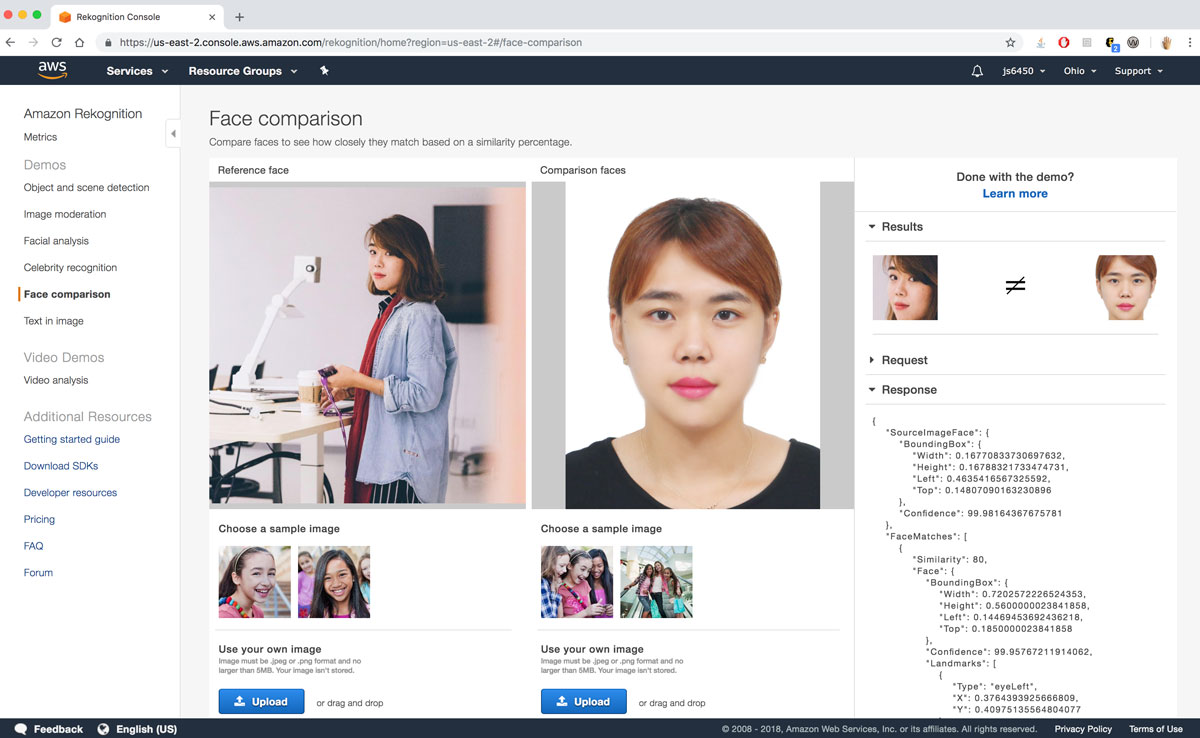 Rekognition Console
https://us-east-2.console.aws.amazon.com/rekognition/home?region=us-east-2#/face-comparison
2
aws
Services
Resource Groups
js6450
Ohio
Support
Amazon Rekognition
Metrics
Demos
Object and scene detection
Image moderation
Facial analysis
Celebrity recognition
Face comparison
Text in image
Video Demos
Video analysis
Additional Resources
Getting started guide
Download SDKs
Developer resources
Pricing
FAQ
Forum
Face comparison
Compare faces to see how closely they match based on a similarity percentage.
Reference face
Choose a sample image
Use your own image
Image must be .jpeg or .png format and no
larger than 5MB. Your image isn't stored.
Upload
or drag and drop
Comparison faces
Choose a sample image
Use your own image
Image must be .jpeg or .png format and no
larger than 5MB. Your image isn't stored.
Upload
or drag and drop
Done with the demo?
Learn more
Results
≠
Request
Response
{
"SourceImageFace": {
"BoundingBox": {
"Width": 0.16770833730697632,
"Height": 0.16788321733474731,
"Left": 0.4635416567325592,
"Top": 0.14807090163230896
},
"Confidence": 99.98164367675781
},
"FaceMatches": [
{
"Similarity": 80,
"Face": {
"BoundingBox": {
"Width": 0.7202572226524353,
"Height": 0.5600000023841858,
"Left": 0.14469453692436218,
"Top": 0.1850000023841858
},
"Confidence": 99.95767211914062,
"Landmarks": [
{
"Type": "eyeLeft",
"X": 0.3764393925666809,
"Y": 0.40975135564804077
Feedback
English (US)
© 2008 - 2018, Amazon Web Services, Inc. or its affiliates. All rights reserved.
Privacy Policy
Terms of Use